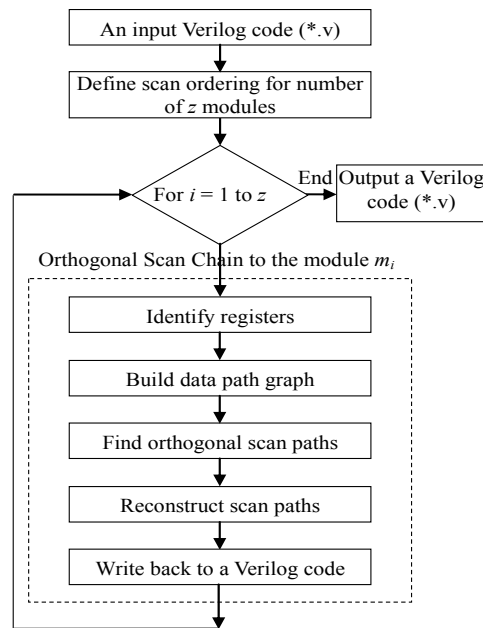 An input Verilog code (*.v)
Define scan ordering for number
of z modules
For i = 1 to z
End
Output a Verilog
code (*.v)
Orthogonal Scan Chain to the module mᵢ
Identify registers
Build data path graph
Find orthogonal scan paths
Reconstruct scan paths
Write back to a Verilog code